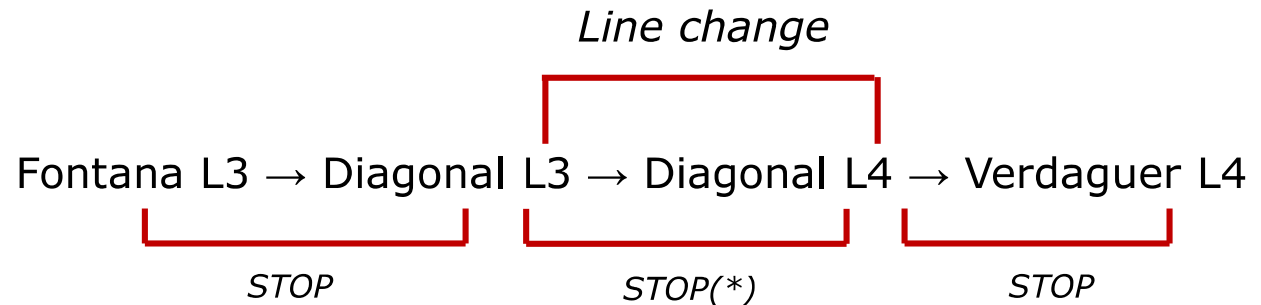 Line change
Fontana L3 → Diagonal L3 → Diagonal L4 → Verdaguer L4
STOP STOP(*) STOP